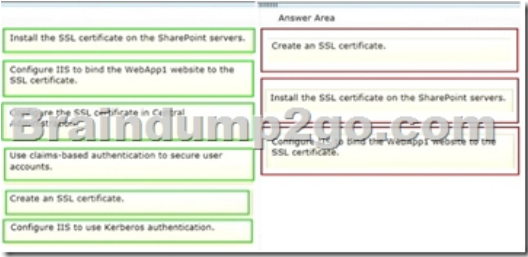 Answer Area
Install the SSL certificate on the SharePoint servers.
Configure IIS to bind the WebApp1 website to the
SSL certificate.
the SSL certificate in Central
Use claims-based authentication to secure user
accounts.
Create an SSL certificate.
Configure IIS to use Kerberos authentication.
Create an SSL certificate.
Install the SSL certificate on the SharePoint servers.
Configure IIS to bind the WebApp1 website to the
SSL certificate.
Braindump2go.com